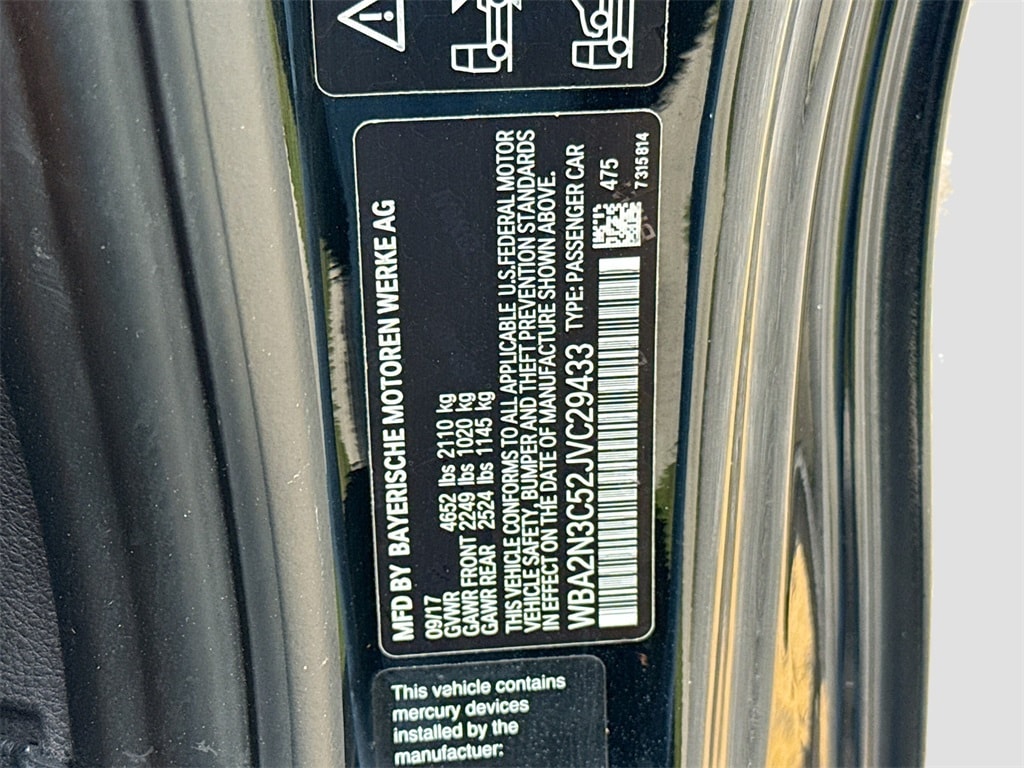 MFD BY BAYERISCHE MOTOREN WERKE AG
09/17
GVWR 4652 lbs 2110 kg
GAWR FRONT 2249 lbs 1020 kg
GAWR REAR 2524 lbs 1145 kg
THIS VEHICLE CONFORMS TO ALL APPLICABLE U.S.FEDERAL MOTOR
VEHICLE SAFETY, BUMPER AND THEFT PREVENTION STANDARDS
IN EFFECT ON THE DATE OF MANUFACTURE SHOWN ABOVE.
WBA2N3C52JVC29433 TYPE: PASSENGER CAR
475
7315814
This vehicle contains
mercury devices
installed by the
manufactuer: